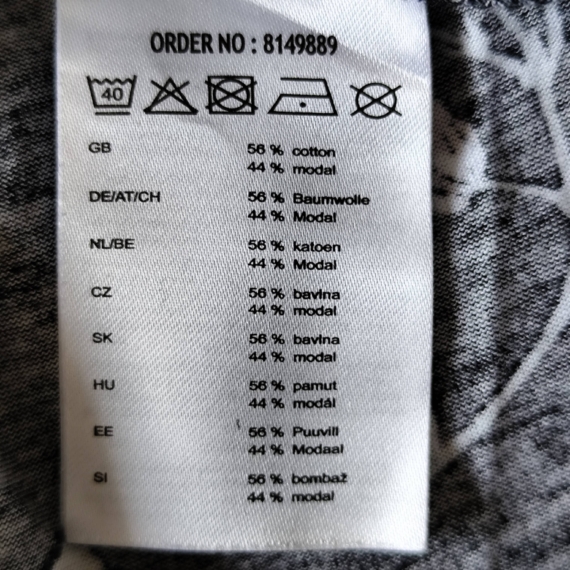 ORDER NO : 8149889
40
GB 56 % cotton
44 % modal
DE/AT/CH 56 % Baumwolle
44 % Modal
NL/BE 56 % katoen
44 % Modal
CZ 56 % bavlna
44 % modal
SK 56 % bavlna
44 % modal
HU 56 % pamut
44 % modál
EE 56 % Puuvill
44 % Modaal
SI 56 % bombaž
44 % modal